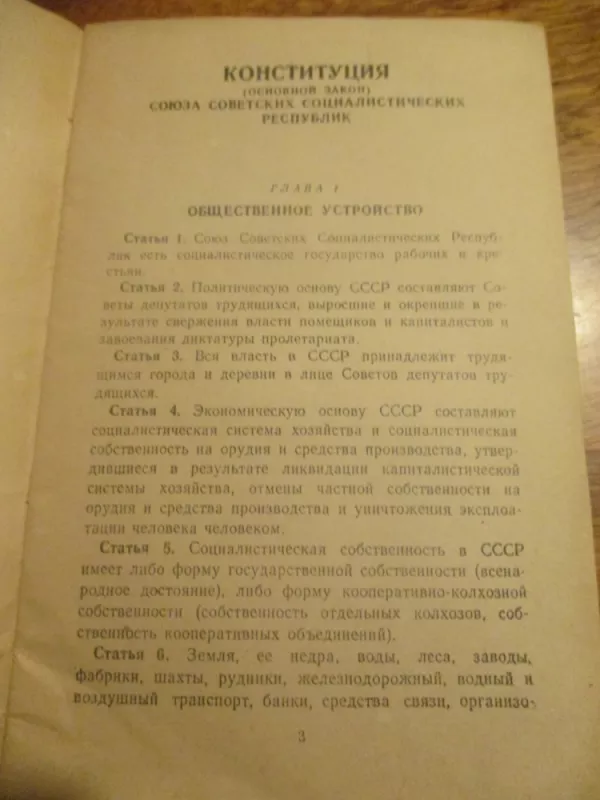 КОНСТИТУЦИЯ
(ОСНОВНОЙ ЗАКОН)
СОЮЗА СОВЕТСКИХ СОЦИАЛИСТИЧЕСКИХ
РЕСПУБЛИК
ГЛАВА I
ОБЩЕСТВЕННОЕ УСТРОЙСТВО
Статья 1. Союз Советских Социалистических Респуб-
лик есть социалистическое государство рабочих и кре-
стьян.
Статья 2. Политическую основу СССР составляют Со-
веты депутатов трудящихся, выросшие и окрепшие в ре-
зультате свержения власти помещиков и капиталистов и
завоевания диктатуры пролетариата.
Статья 3. Вся власть в СССР принадлежит трудя-
щимся города и деревни в лице Советов депутатов тру-
дящихся.
Статья 4. Экономическую основу СССР составляют
социалистическая система хозяйства и социалистическая
собственность на орудия и средства производства, утвер-
дившиеся в результате ликвидации капиталистической
системы хозяйства, отмены частной собственности на
орудия и средства производства и уничтожения эксплоа-
тации человека человеком.
Статья 5. Социалистическая собственность в СССР
имеет либо форму государственной собственности (всена-
родное достояние), либо форму кооперативно-колхозной
собственности (собственность отдельных колхозов, соб-
ственность кооперативных объединений).
Статья 6. Земля, ее недра, воды, леса, заводы,
фабрики, шахты, рудники, железнодорожный, водный и
воздушный транспорт, банки, средства связи, организо-
3